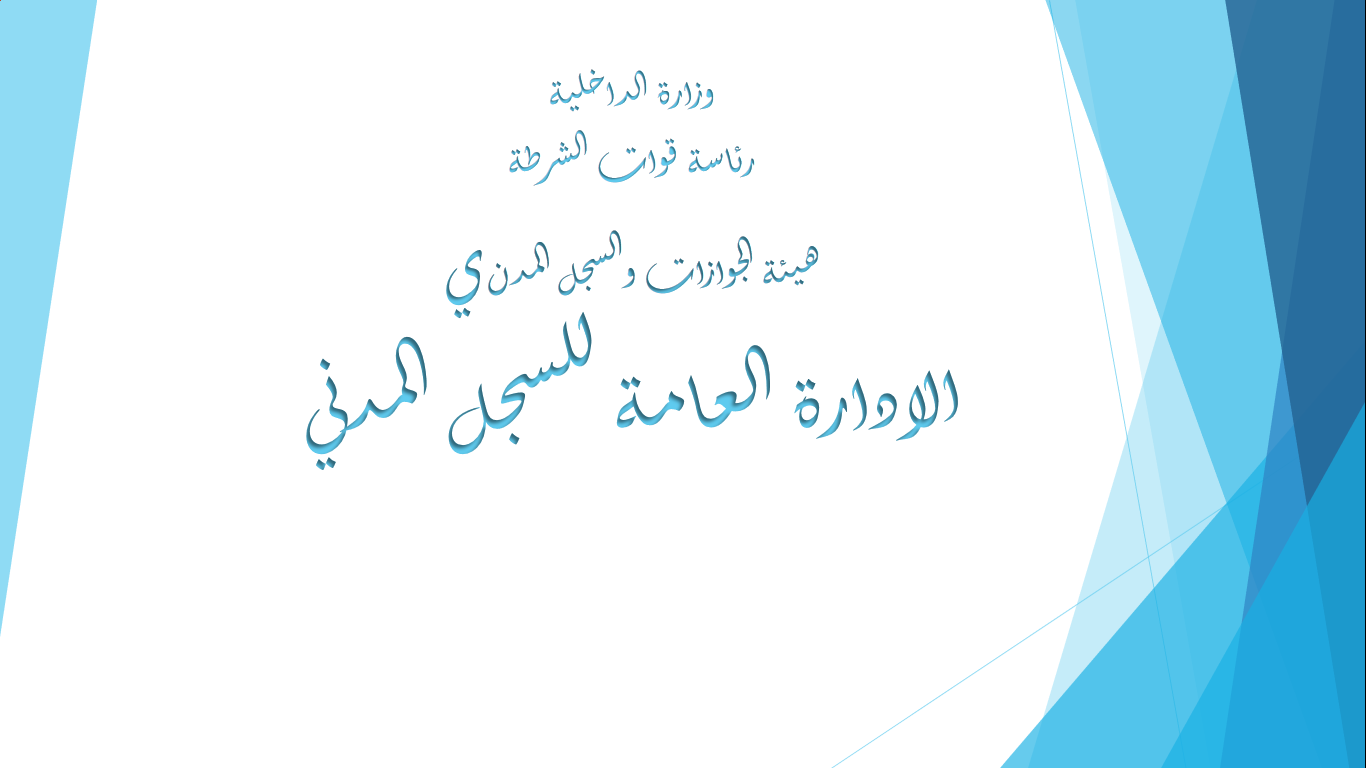 وزارة الداخلية
رئاسة قوات الشرطة
هيئة الجوازات والسجل المدني
الادارة العامة للسجل المدني